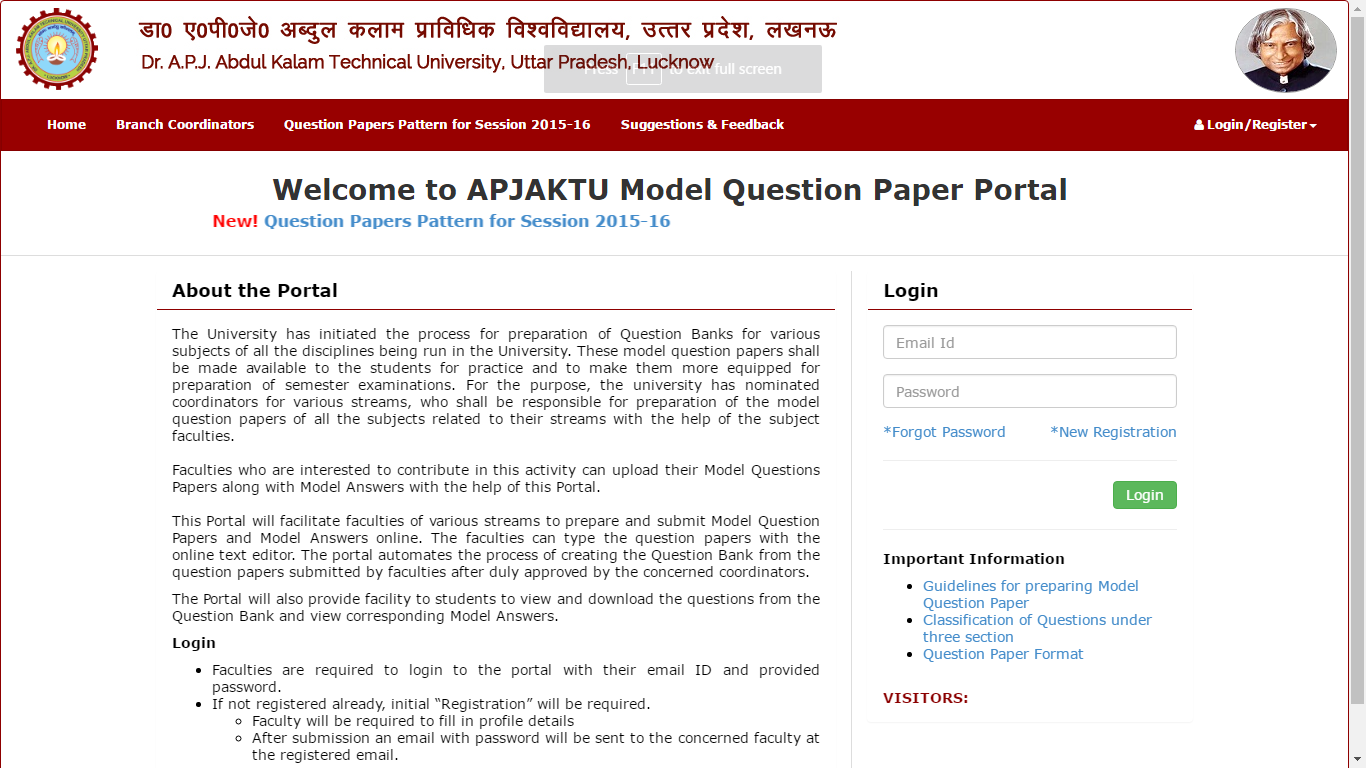 डा0 ए0पी0जे0 अब्दुल कलाम प्राविधिक विश्वविद्यालय, उत्तर प्रदेश, लखनऊ
Dr. A.P.J. Abdul Kalam Technical University, Uttar Pradesh, Lucknow
Press F11 to exit full screen
Home
Branch Coordinators
Question Papers Pattern for Session 2015-16
Suggestions & Feedback
Login/Register
Welcome to APJAKTU Model Question Paper Portal
New! Question Papers Pattern for Session 2015-16
About the Portal
The University has initiated the process for preparation of Question Banks for various
subjects of all the disciplines being run in the University. These model question papers shall
be made available to the students for practice and to make them more equipped for
preparation of semester examinations. For the purpose, the university has nominated
coordinators for various streams, who shall be responsible for preparation of the model
question papers of all the subjects related to their streams with the help of the subject
faculties.
Faculties who are interested to contribute in this activity can upload their Model Questions
Papers along with Model Answers with the help of this Portal.
This Portal will facilitate faculties of various streams to prepare and submit Model Question
Papers and Model Answers online. The faculties can type the question papers with the
online text editor. The portal automates the process of creating the Question Bank from the
question papers submitted by faculties after duly approved by the concerned coordinators.
The Portal will also provide facility to students to view and download the questions from the
Question Bank and view corresponding Model Answers.
Login
Faculties are required to login to the portal with their email ID and provided
password.
If not registered already, initial “Registration” will be required.
Faculty will be required to fill in profile details
After submission an email with password will be sent to the concerned faculty at
the registered email.
Login
Email Id
Password
*Forgot Password
*New Registration
Login
Important Information
Guidelines for preparing Model
Question Paper
Classification of Questions under
three section
Question Paper Format
VISITORS: